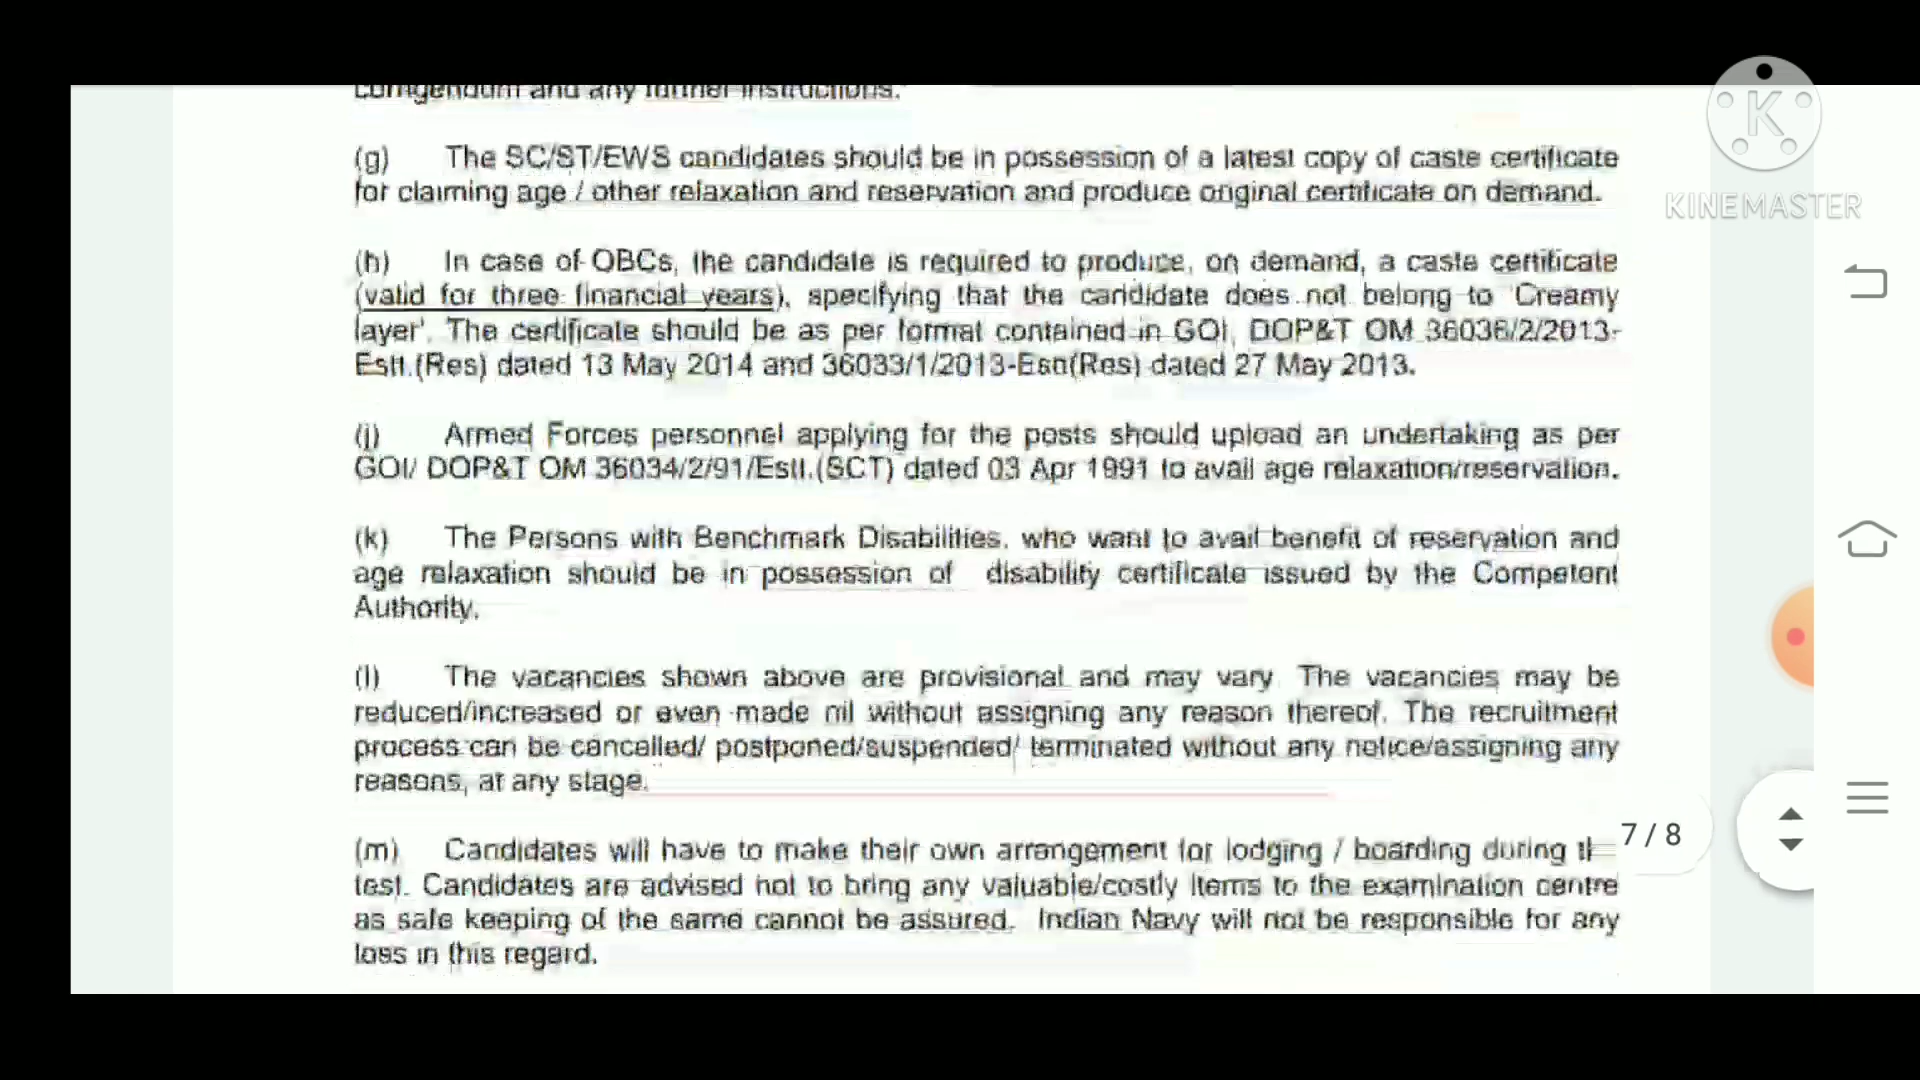 corrigendum and any further instructions.
(g) The SC/ST/EWS candidates should be in possession of a latest copy of caste certificate
for claiming age / other relaxation and reservation and produce original certificate on demand.
(h) In case of OBCs, the candidate is required to produce, on demand, a caste certificate
(valid for three financial years), specifying that the candidate does not belong to 'Creamy
layer'. The certificate should be as per format contained in GOI, DOP&T OM 36036/2/2013-
Estt.(Res) dated 13 May 2014 and 36033/1/2013-Estt(Res) dated 27 May 2013.
(j) Armed Forces personnel applying for the posts should upload an undertaking as per
GOI/ DOP&T OM 36034/2/91/Estt.(SCT) dated 03 Apr 1991 to avail age relaxation/reservation.
(k) The Persons with Benchmark Disabilities, who want to avail benefit of reservation and
age relaxation should be in possession of disability certificate issued by the Competent
Authority.
(l) The vacancies shown above are provisional and may vary. The vacancies may be
reduced/increased or even made nil without assigning any reason thereof. The recruitment
process can be cancelled/ postponed/suspended/ terminated without any notice/assigning any
reasons, at any stage.
(m) Candidates will have to make their own arrangement for lodging / boarding during
test. Candidates are advised not to bring any valuable/costly items to the examination centre
as safe keeping of the same cannot be assured. Indian Navy will not be responsible for any
loss in this regard.
7 / 8
K
KINEMASTER